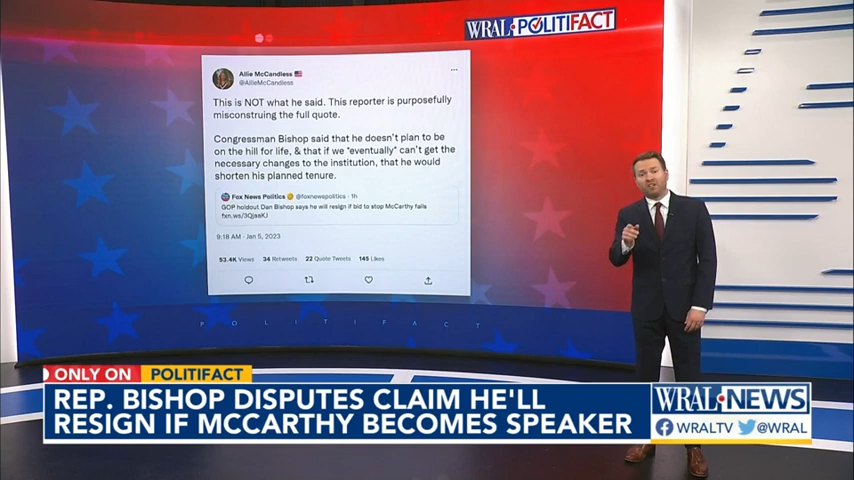 WRAL POLITIFACT
Allie McCandless
@AllieMcCandless
This is NOT what he said. This reporter is purposefully
misconstruing the full quote.
Congressman Bishop said that he doesn't plan to be
on the hill for life, & that if we *eventually* can't get the
necessary changes to the institution, that he would
shorten his planned tenure.
Fox News Politics @foxnewspolitics · 1h
GOP holdout Dan Bishop says he will resign if bid to stop McCarthy fails
fxn.ws/3QjaaKJ
9:18 AM · Jan 5, 2023
53.4K Views 34 Retweets 22 Quote Tweets 145 Likes
POLITIFACT
ONLY ON POLITIFACT
REP. BISHOP DISPUTES CLAIM HE'LL
RESIGN IF MCCARTHY BECOMES SPEAKER
WRAL NEWS
WRALTV @WRAL